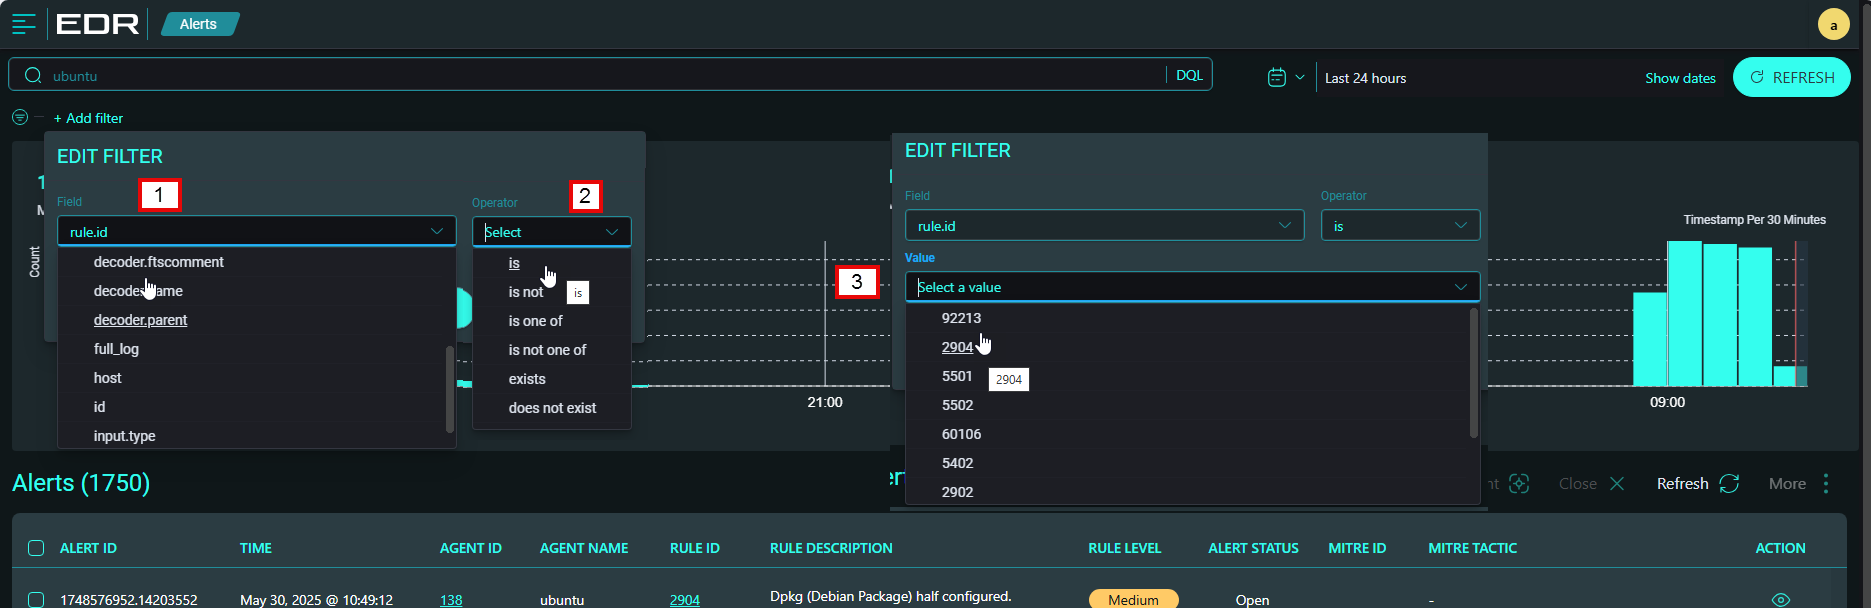 EDR
Alerts
a
ubuntu
DQL
Last 24 hours
Show dates
REFRESH
+ Add filter
EDIT FILTER
1
2
Field
Operator
rule.id
Select
decoder.ftscomment
decoder.parent
full_log
host
id
input.type
is
is not
is
is one of
is not one of
exists
does not exist
EDIT FILTER
Field
Operator
rule.id
is
Value
3
Select a value
92213
2904
2904
5501
5502
60106
5402
2902
Count
Timestamp Per 30 Minutes
21:00
09:00
Alerts (1750)
Close
Refresh
More
ALERT ID TIME AGENT ID AGENT NAME RULE ID RULE DESCRIPTION RULE LEVEL ALERT STATUS MITRE ID MITRE TACTIC ACTION
1748576952.14203552 May 30, 2025 @ 10:49:12 138 ubuntu 2904 Dpkg (Debian Package) half configured. Medium Open -